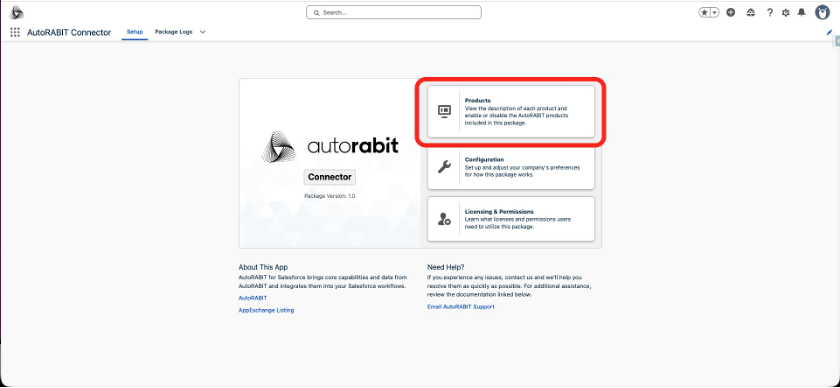 Search...
AutoRABIT Connector
Setup
Package Logs
Products
View the description of each product and
enable or disable the AutoRABIT products
included in this package.
autorabit
Connector
Package Version: 1.0
Configuration
Set up and adjust your company's preferences
for how this package works.
Licensing & Permissions
Learn what licenses and permissions users
need to utilize this package.
About This App
AutoRABIT for Salesforce brings core capabilities and data from
AutoRABIT and integrates them into your Salesforce workflows.
AutoRABIT
AppExchange Listing
Need Help?
If you experience any issues, contact us and we'll help you
resolve them as quickly as possible. For additional assistance,
review the documentation linked below.
Email AutoRABIT Support